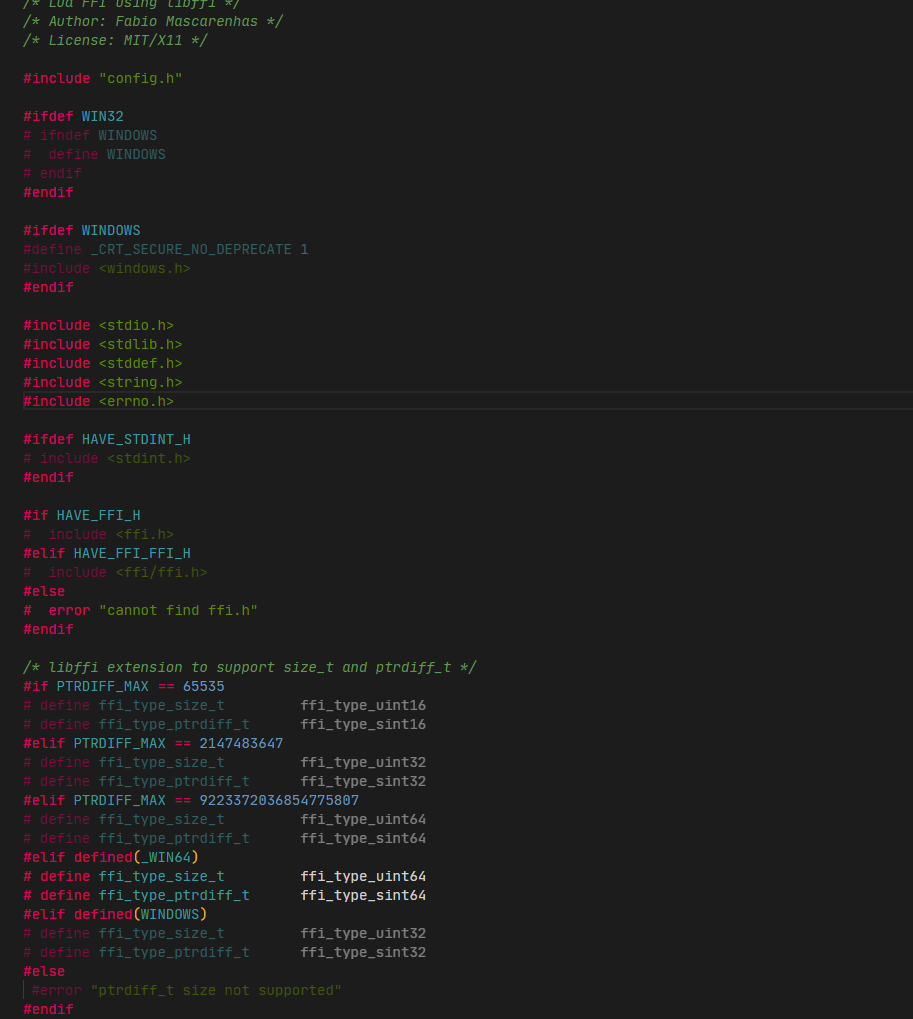 /* Lua FFI using libffi */
/* Author: Fabio Mascarenhas */
/* License: MIT/X11 */

#include "config.h"

#ifdef WIN32
# ifndef WINDOWS
#  define WINDOWS
# endif
#endif

#ifdef WINDOWS
#define _CRT_SECURE_NO_DEPRECATE 1
#include <windows.h>
#endif

#include <stdio.h>
#include <stdlib.h>
#include <stddef.h>
#include <string.h>
#include <errno.h>

#ifdef HAVE_STDINT_H
# include <stdint.h>
#endif

#if HAVE_FFI_H
#  include <ffi.h>
#elif HAVE_FFI_FFI_H
#  include <ffi/ffi.h>
#else
#  error "cannot find ffi.h"
#endif

/* libffi extension to support size_t and ptrdiff_t */
#if PTRDIFF_MAX == 65535
# define ffi_type_size_t         ffi_type_uint16
# define ffi_type_ptrdiff_t      ffi_type_sint16
#elif PTRDIFF_MAX == 2147483647
# define ffi_type_size_t         ffi_type_uint32
# define ffi_type_ptrdiff_t      ffi_type_sint32
#elif PTRDIFF_MAX == 9223372036854775807
# define ffi_type_size_t         ffi_type_uint64
# define ffi_type_ptrdiff_t      ffi_type_sint64
#elif defined(_WIN64)
# define ffi_type_size_t         ffi_type_uint64
# define ffi_type_ptrdiff_t      ffi_type_sint64
#elif defined(WINDOWS)
# define ffi_type_size_t         ffi_type_uint32
# define ffi_type_ptrdiff_t      ffi_type_sint32
#else
 #error "ptrdiff_t size not supported"
#endif